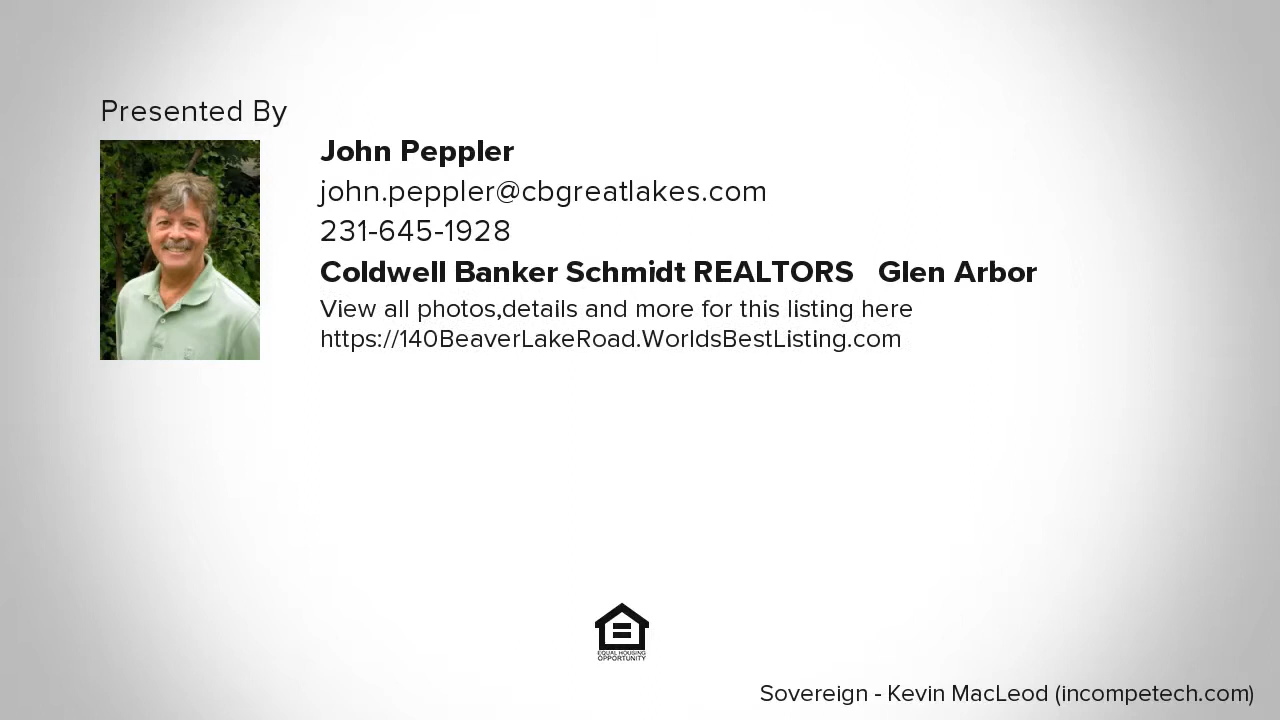 Presented By
John Peppler
john.peppler@cbgreatlakes.com
231-645-1928
Coldwell Banker Schmidt REALTORS   Glen Arbor
View all photos,details and more for this listing here
https://140BeaverLakeRoad.WorldsBestListing.com
EQUAL HOUSING
OPPORTUNITY
Sovereign - Kevin MacLeod (incompetech.com)